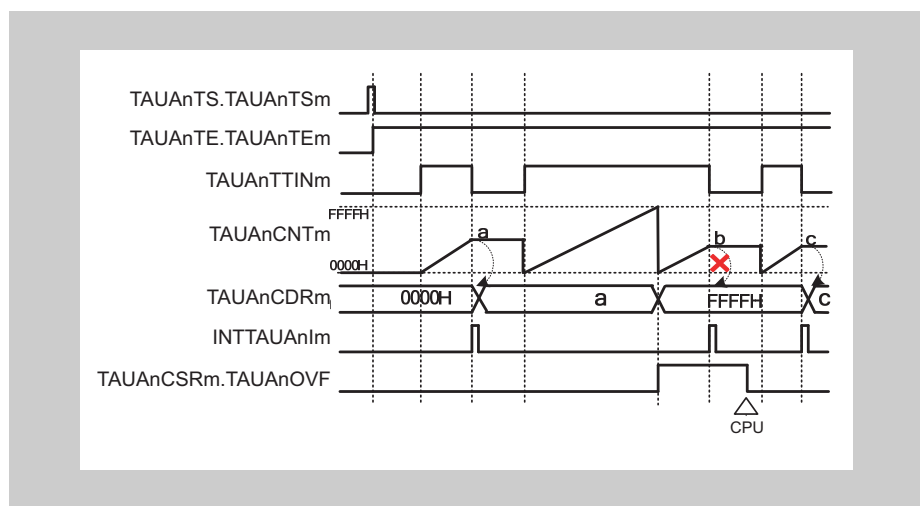 TAUAnTS.TAUAnTSm
TAUAnTE.TAUAnTEm
TAUAnTTINm
FFFFH
TAUAnCNTm
a
b
c
0000H
TAUAnCDRm
0000H
a
FFFFH
c
INTTAUAnIm
TAUAnCSRm.TAUAnOVF
CPU